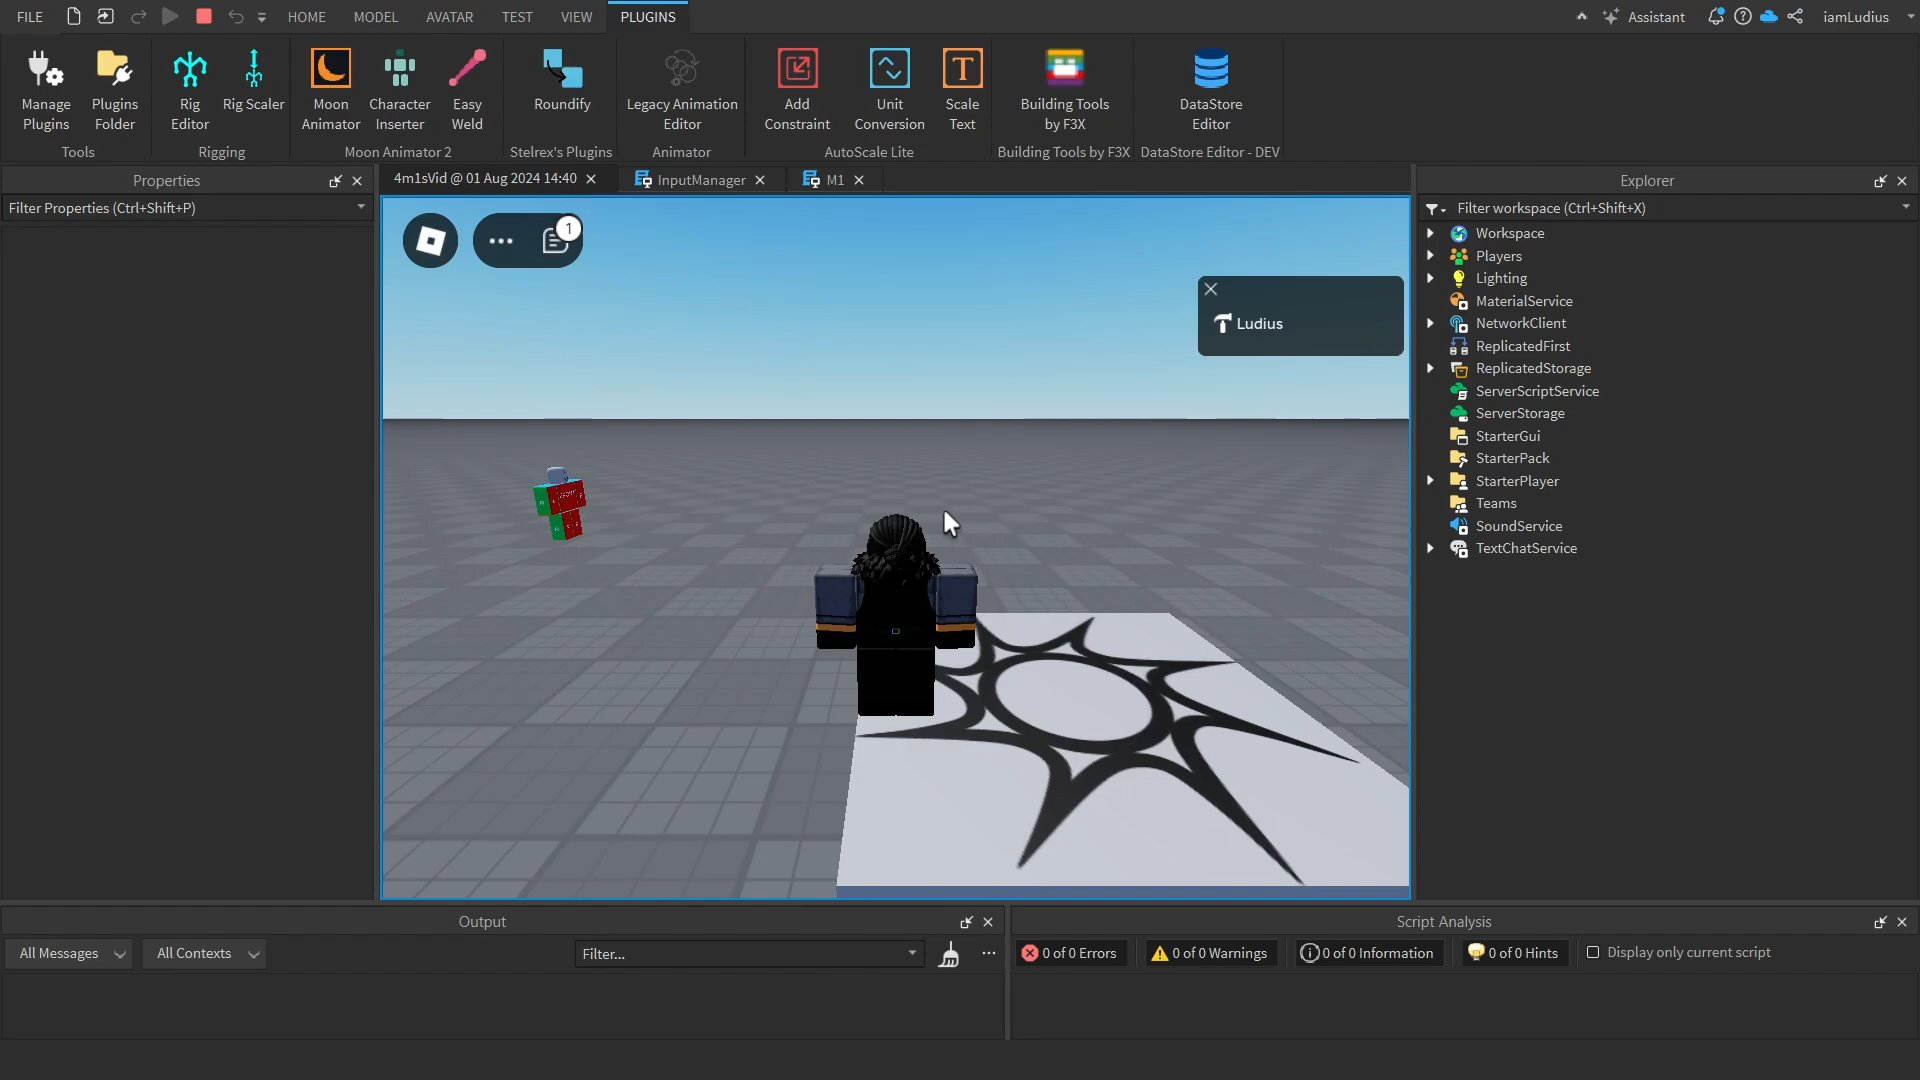 FILE
HOME
MODEL
AVATAR
TEST
VIEW
PLUGINS
Assistant
iamLudius
Manage
Plugins
Plugins
Folder
Rig
Editor
Rig Scaler
Moon
Animator
Character
Inserter
Easy
Weld
Roundify
Legacy Animation
Editor
Add
Constraint
Unit
Conversion
Scale
Text
Building Tools
by F3X
DataStore
Editor
Tools
Rigging
Moon Animator 2
Stelrex's Plugins
Animator
AutoScale Lite
Building Tools by F3X
DataStore Editor - DEV
Properties
Filter Properties (Ctrl+Shift+P)
4m1sVid @ 01 Aug 2024 14:40
InputManager
M1
1
Ludius
Explorer
Filter workspace (Ctrl+Shift+X)
Workspace
Players
Lighting
MaterialService
NetworkClient
ReplicatedFirst
ReplicatedStorage
ServerScriptService
ServerStorage
StarterGui
StarterPack
StarterPlayer
Teams
SoundService
TextChatService
Output
All Messages
All Contexts
Filter...
Script Analysis
0 of 0 Errors
0 of 0 Warnings
0 of 0 Information
0 of 0 Hints
Display only current script